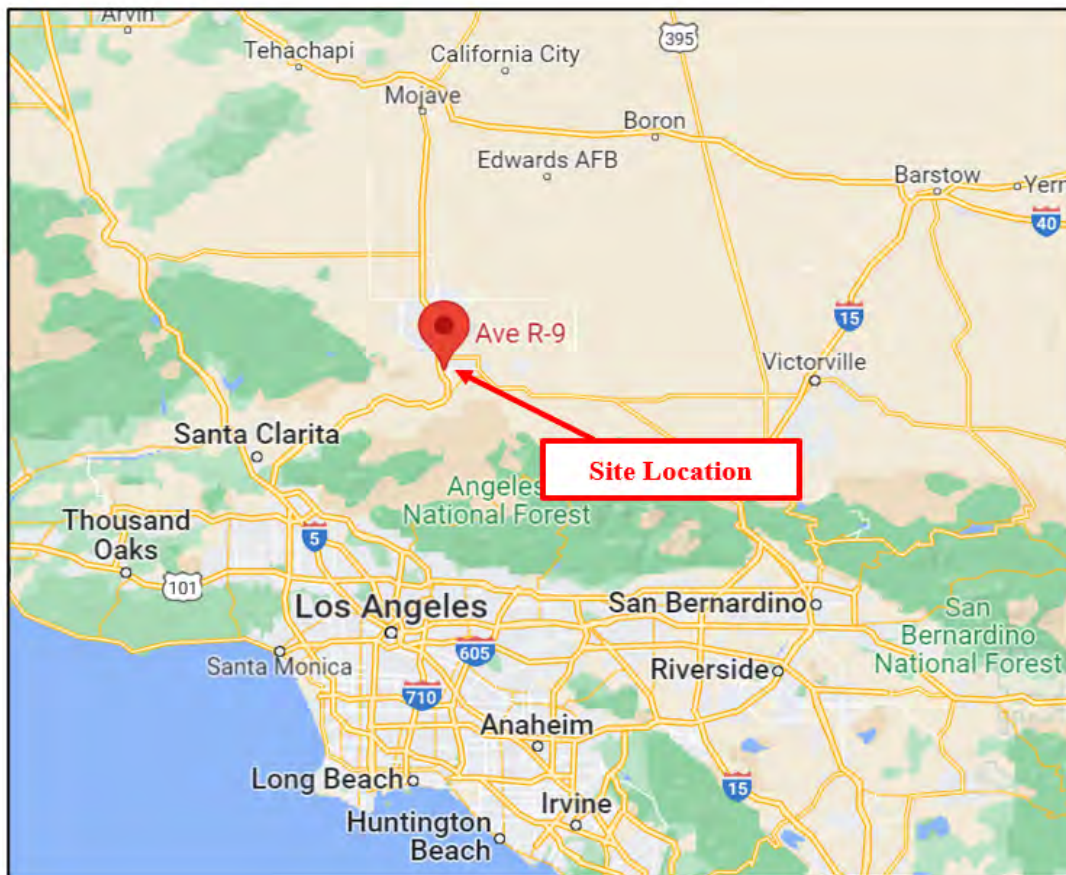 Arvin
395
Tehachapi
California City
Mojave
Boron
Edwards AFB
Barstow
Yerm
40
15
Ave R-9
Victorville
Santa Clarita
Site Location
Angeles
National Forest
Thousand
Oaks
5
101
Los Angeles
San Bernardino
San
Bernardino
National Forest
605
Santa Monica
Riverside
710
Anaheim
15
Long Beach
Irvine
Huntington
Beach